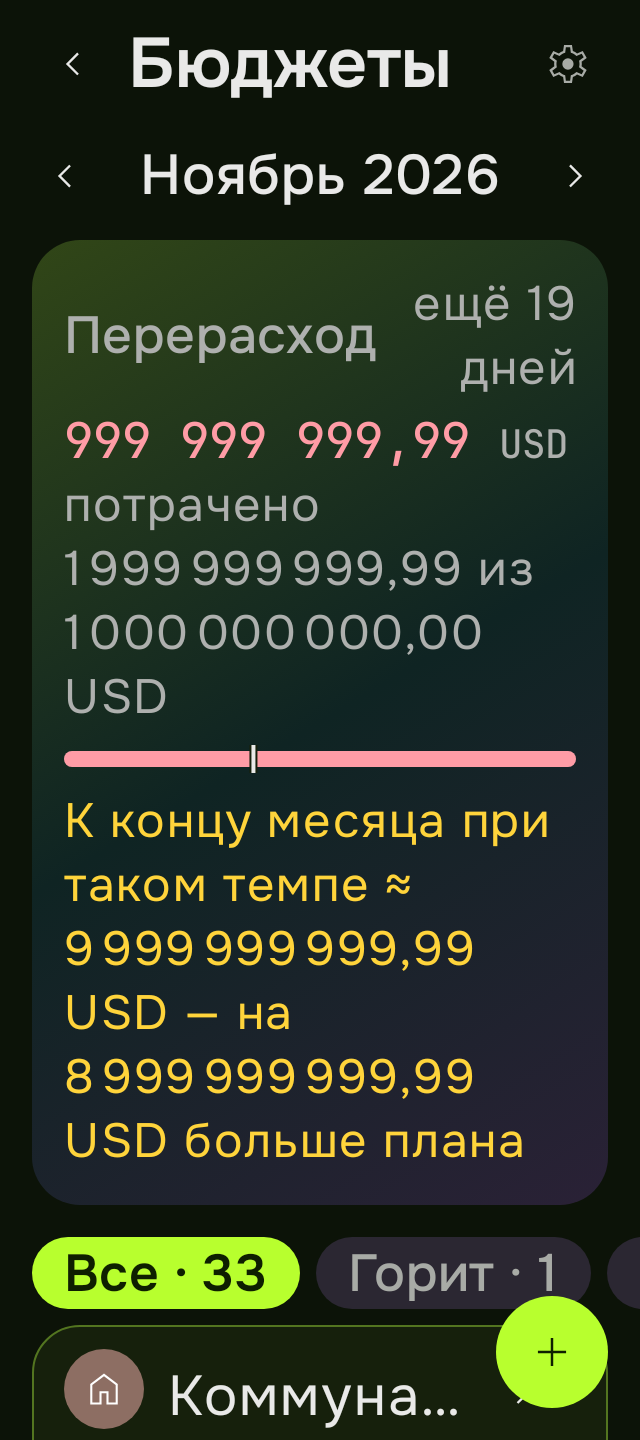 Бюджеты
Ноябрь 2026
Перерасход
ещё 19
дней
999 999 999,99 USD
потрачено
1 999 999 999,99 из
1 000 000 000,00
USD
К концу месяца при
таком темпе ≈
9 999 999 999,99
USD — на
8 999 999 999,99
USD больше плана
Все · 33
Горит · 1
Коммуна...